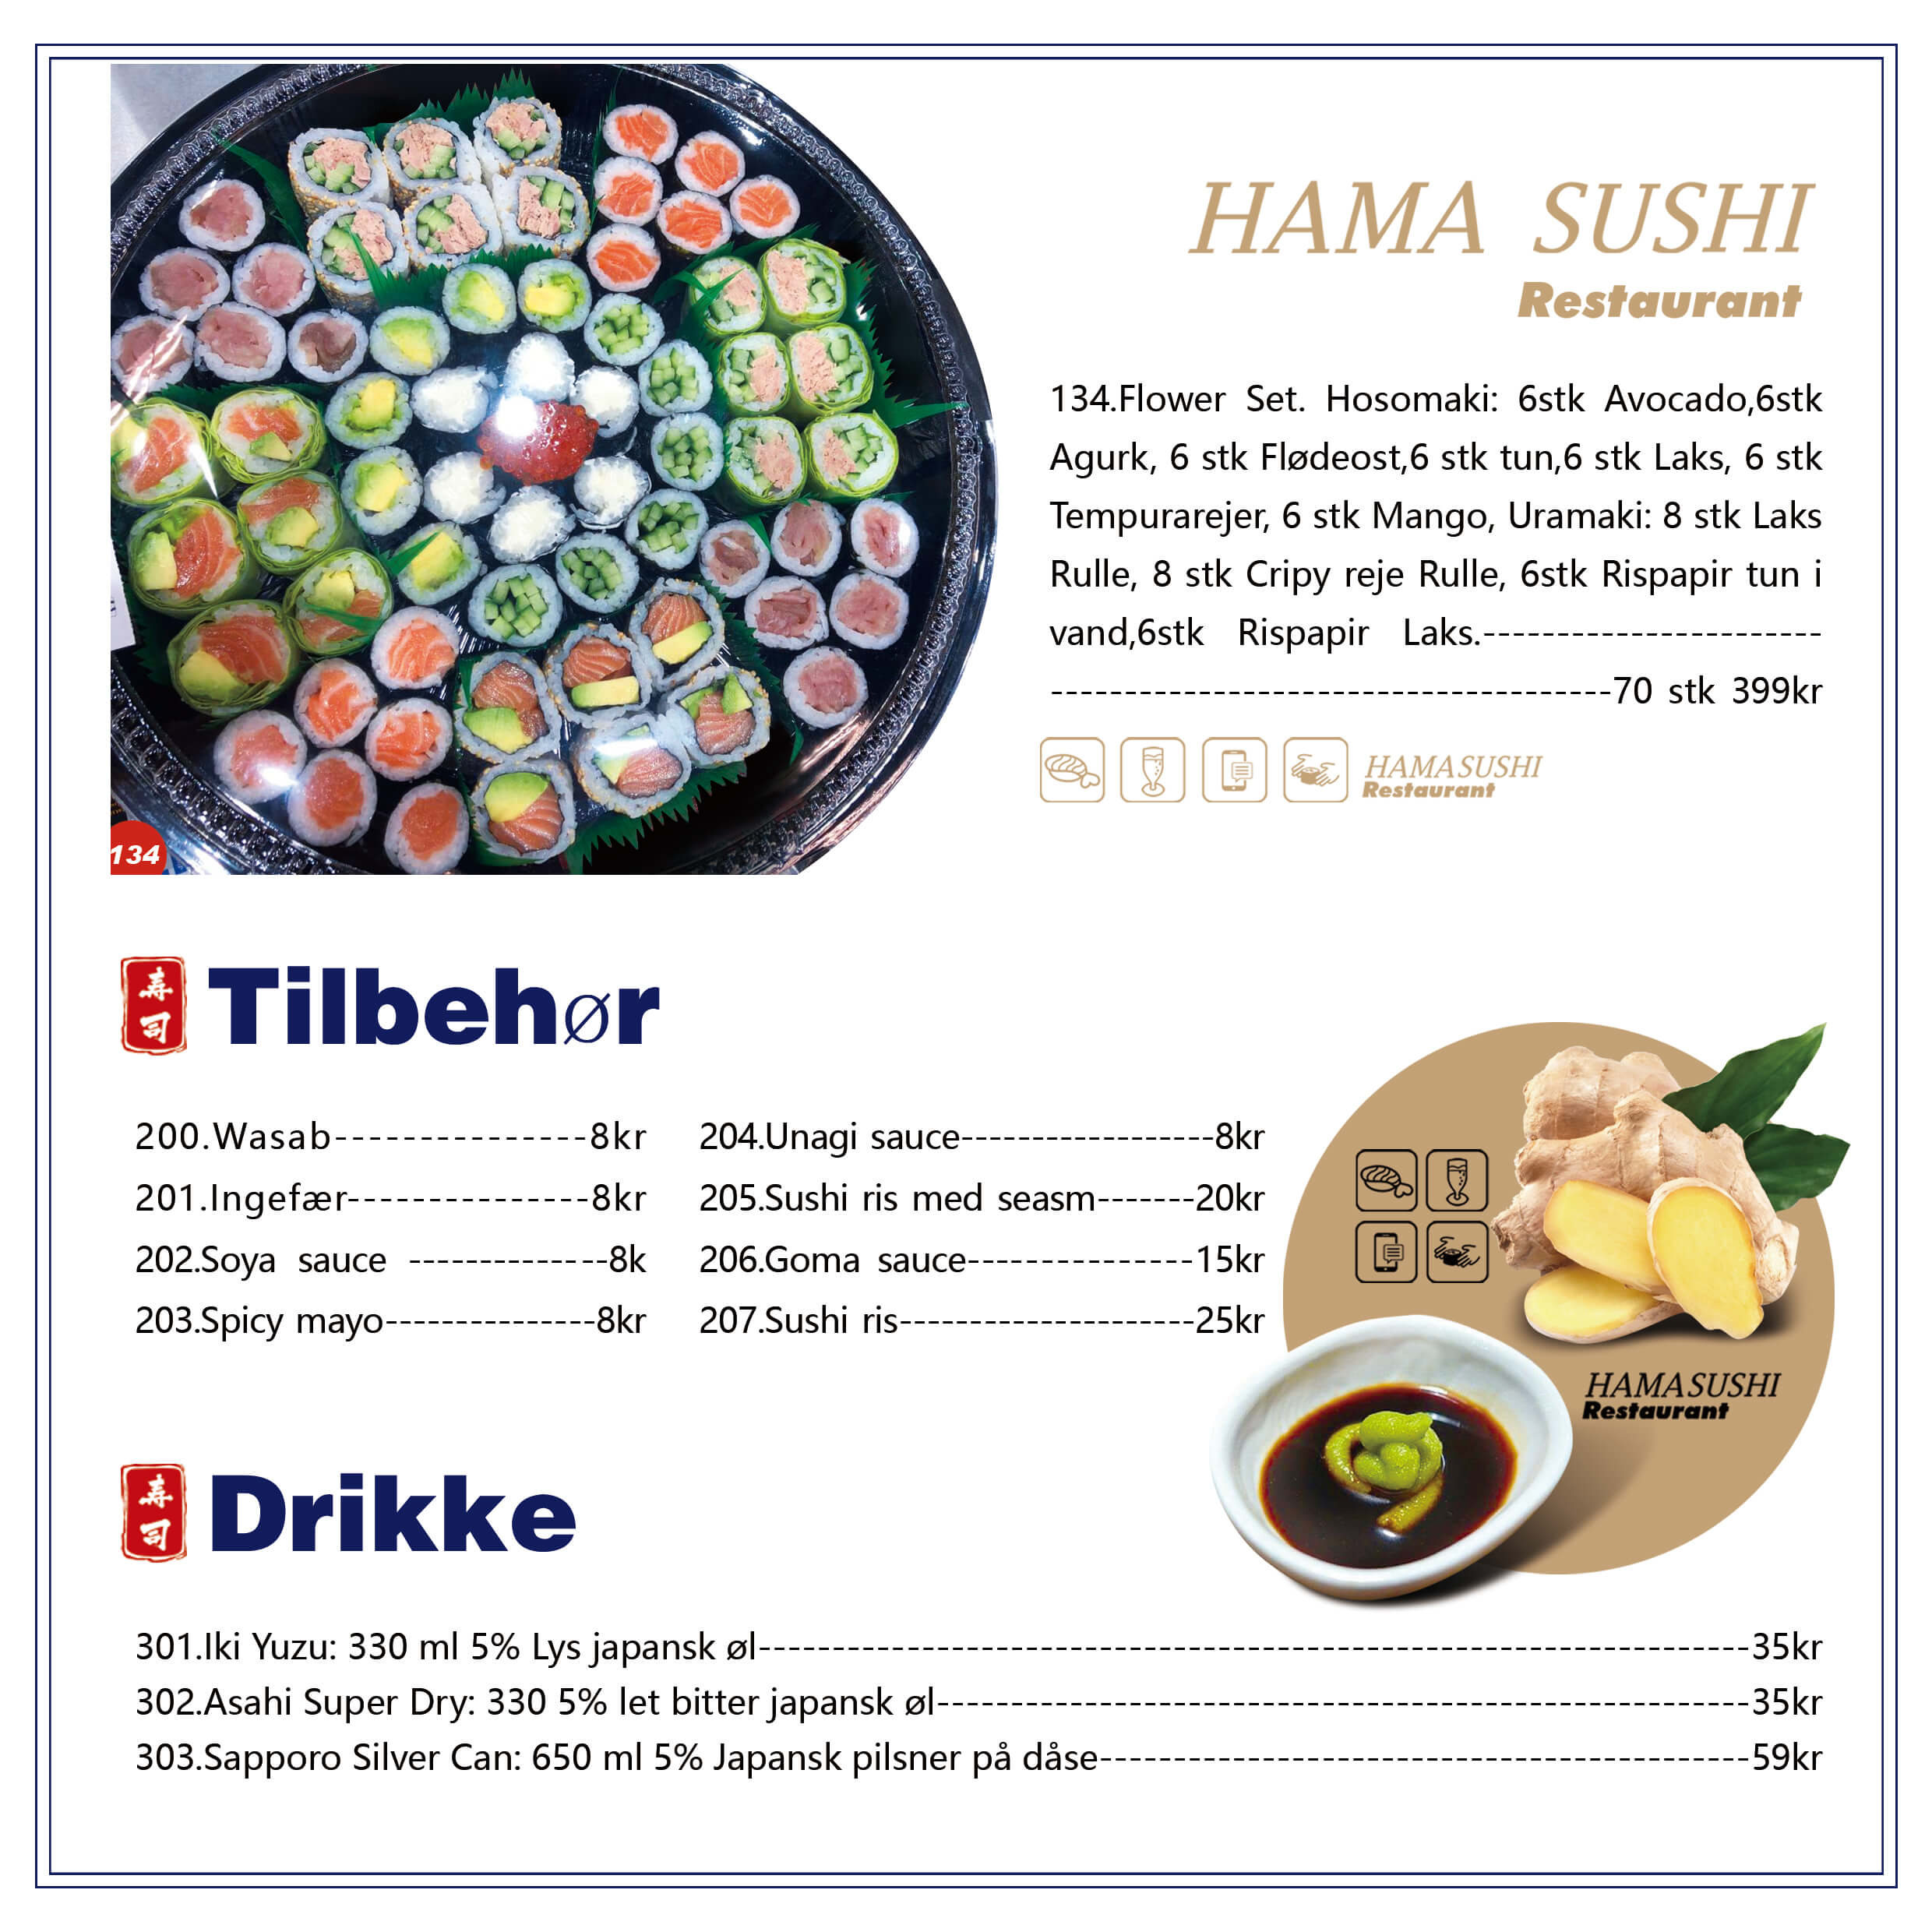 HAMA SUSHI
Restaurant
134.Flower Set. Hosomaki: 6stk Avocado,6stk
Agurk, 6 stk Flødeost,6 stk tun,6 stk Laks, 6 stk
Tempurarejer, 6 stk Mango, Uramaki: 8 stk Laks
Rulle, 8 stk Cripy reje Rulle, 6stk Rispapir tun i
vand,6stk Rispapir Laks.-----------------------
--------------------------------------70 stk 399kr
HAMA SUSHI
Restaurant
134
寿司
Tilbehør
200.Wasab---------------8kr
201.Ingefær---------------8kr
202.Soya sauce --------------8k
203.Spicy mayo---------------8kr
204.Unagi sauce------------------8kr
205.Sushi ris med seasm-------20kr
206.Goma sauce----------------15kr
207.Sushi ris---------------------25kr
HAMA SUSHI
Restaurant
寿司
Drikke
301.Iki Yuzu: 330 ml 5% Lys japansk øl-------------------------------------------------------------------35kr
302.Asahi Super Dry: 330 5% let bitter japansk øl-------------------------------------------------------35kr
303.Sapporo Silver Can: 650 ml 5% Japansk pilsner på dåse--------------------------------------------59kr